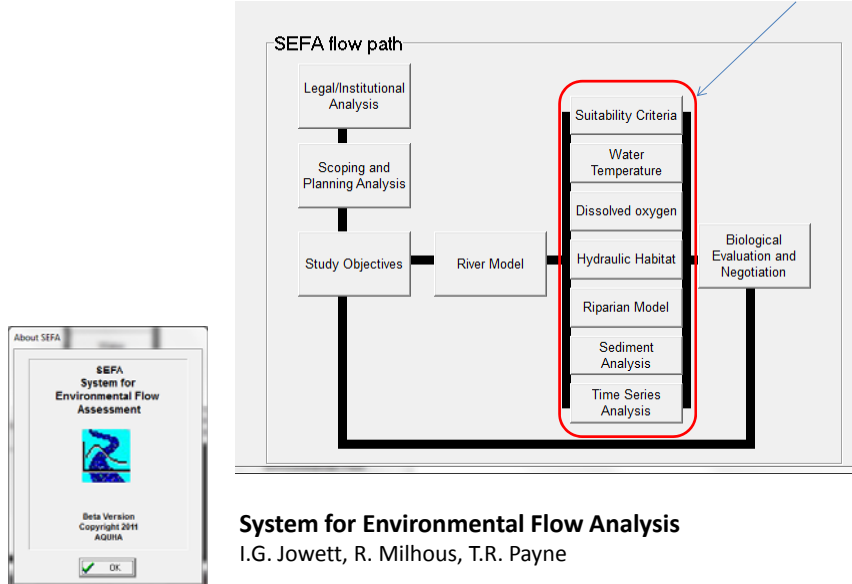 SEFA flow path
Legal/Institutional
Analysis
Scoping and
Planning Analysis
Study Objectives
River Model
Suitability Criteria
Water
Temperature
Dissolved oxygen
Hydraulic Habitat
Riparian Model
Sediment
Analysis
Time Series
Analysis
Biological
Evaluation and
Negotiation
About SEFA
SEFA
System for
Environmental Flow
Assessment
Beta Version
Copyright 2011
OK
System for Environmental Flow Analysis
I.G. Jowett, R. Milhous, T.R. Payne